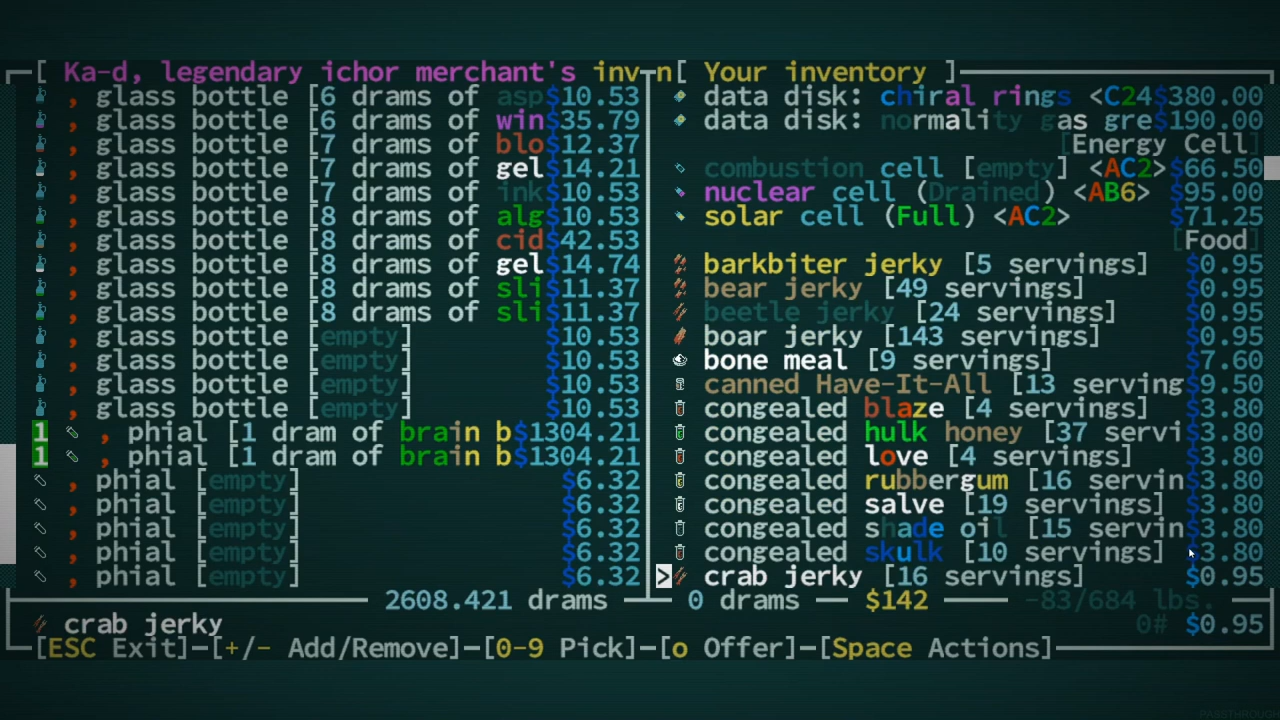 [ Ka-d, legendary ichor merchant's inv
, glass bottle [6 drams of asp$10.53
, glass bottle [6 drams of win$35.79
, glass bottle [7 drams of blo$12.37
, glass bottle [7 drams of gel$14.21
, glass bottle [7 drams of ink$10.53
, glass bottle [8 drams of alg$10.53
, glass bottle [8 drams of cid$42.53
, glass bottle [8 drams of gel$14.74
, glass bottle [8 drams of sli$11.37
, glass bottle [8 drams of sli$11.37
, glass bottle [empty] $10.53
, glass bottle [empty] $10.53
, glass bottle [empty] $10.53
, glass bottle [empty] $10.53
1 , phial [1 dram of brain b$1304.21
1 , phial [1 dram of brain b$1304.21
, phial [empty] $6.32
, phial [empty] $6.32
, phial [empty] $6.32
, phial [empty] $6.32
, phial [empty] $6.32
2608.421 drams
n[ Your inventory ]
data disk: chiral rings <C24$380.00
data disk: normality gas gre$190.00
[Energy Cell]
combustion cell [empty] <AC2>$66.50
nuclear cell (Drained) <AB6> $95.00
solar cell (Full) <AC2> $71.25
[Food]
barkbiter jerky [5 servings] $0.95
bear jerky [49 servings] $0.95
beetle jerky [24 servings] $0.95
boar jerky [143 servings] $0.95
bone meal [9 servings] $7.60
canned Have-It-All [13 serving$9.50
congealed blaze [4 servings] $3.80
congealed hulk honey [37 servi$3.80
congealed love [4 servings] $3.80
congealed rubbergum [16 servin$3.80
congealed salve [19 servings] $3.80
congealed shade oil [15 servin$3.80
congealed skulk [10 servings] $3.80
> crab jerky [16 servings] $0.95
0 drams $142 -83/684 lbs.
crab jerky 0# $0.95
[ESC Exit]-[+/- Add/Remove]-[0-9 Pick]-[o Offer]-[Space Actions]